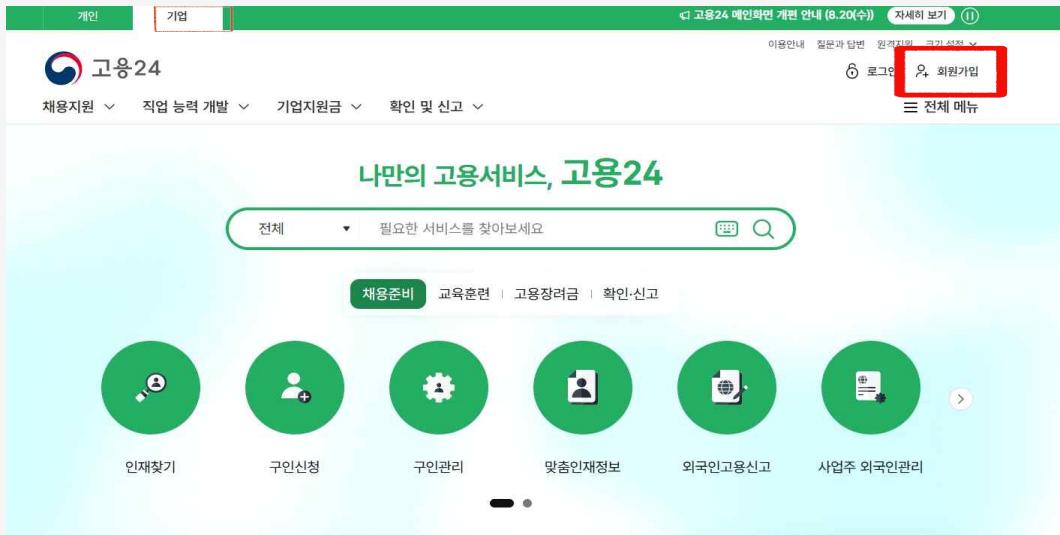 개인 기업 고용24 메인화면 개편 안내 (8.20(수)) 자세히 보기
이용안내 질문과 답변 원격지원 크기 설정
고용24 로그인 회원가입
채용지원 직업 능력 개발 기업지원금 확인 및 신고 전체 메뉴
나만의 고용서비스, 고용24
전체 필요한 서비스를 찾아보세요
채용준비 교육훈련 고용장려금 확인·신고
인재찾기 구인신청 구인관리 맞춤인재정보 외국인고용신고 사업주 외국인관리